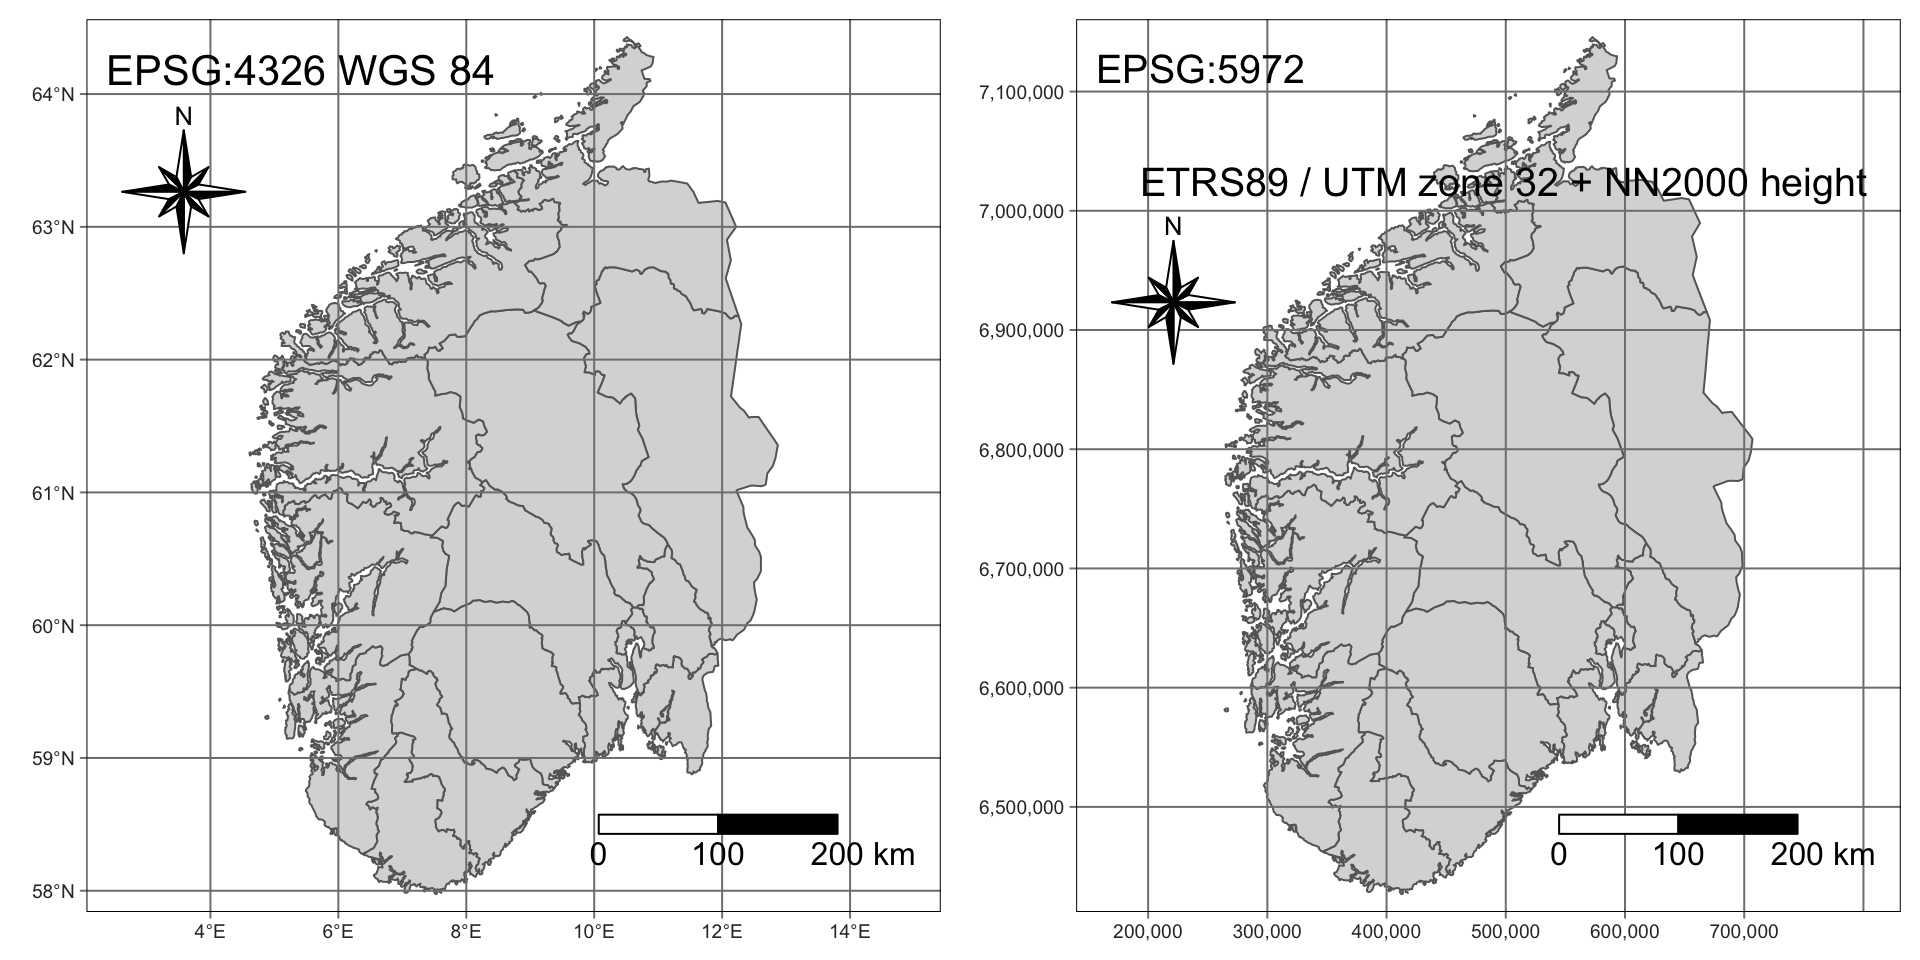 EPSG:4326 WGS 84
N
64°N
63°N
62°N
61°N
60°N
59°N
58°N
0 100 200 km
4°E 6°E 8°E 10°E 12°E 14°E
EPSG:5972
ETRS89 / UTM zone 32 + NN2000 height
N
7,100,000
7,000,000
6,900,000
6,800,000
6,700,000
6,600,000
6,500,000
0 100 200 km
200,000 300,000 400,000 500,000 600,000 700,000